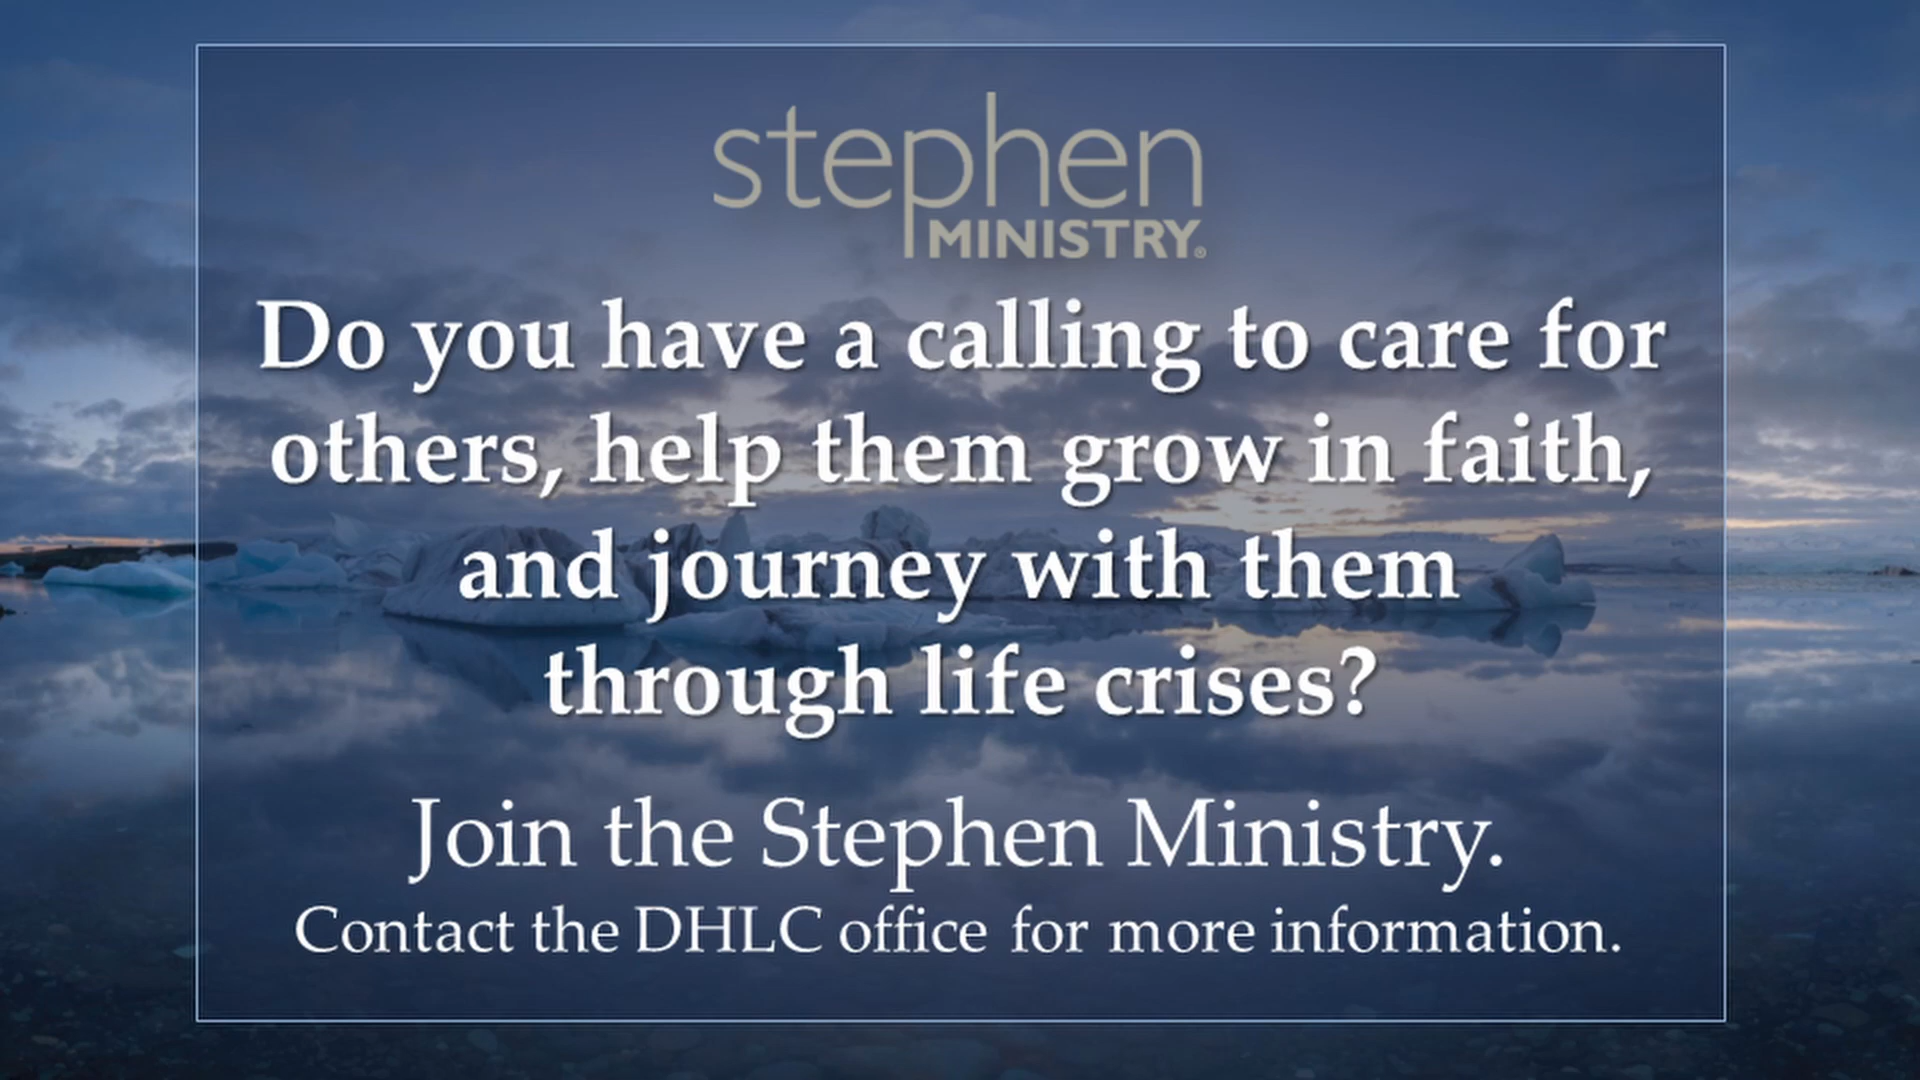 stephen
MINISTRY®
Do you have a calling to care for
others, help them grow in faith,
and journey with them
through life crises?
Join the Stephen Ministry.
Contact the DHLC office for more information.